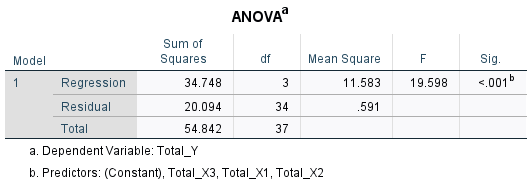 ANOVAa
Model Sum of Squares df Mean Square F Sig.
1 Regression 34.748 3 11.583 19.598 <.001b
Residual 20.094 34 .591
Total 54.842 37
a. Dependent Variable: Total_Y
b. Predictors: (Constant), Total_X3, Total_X1, Total_X2